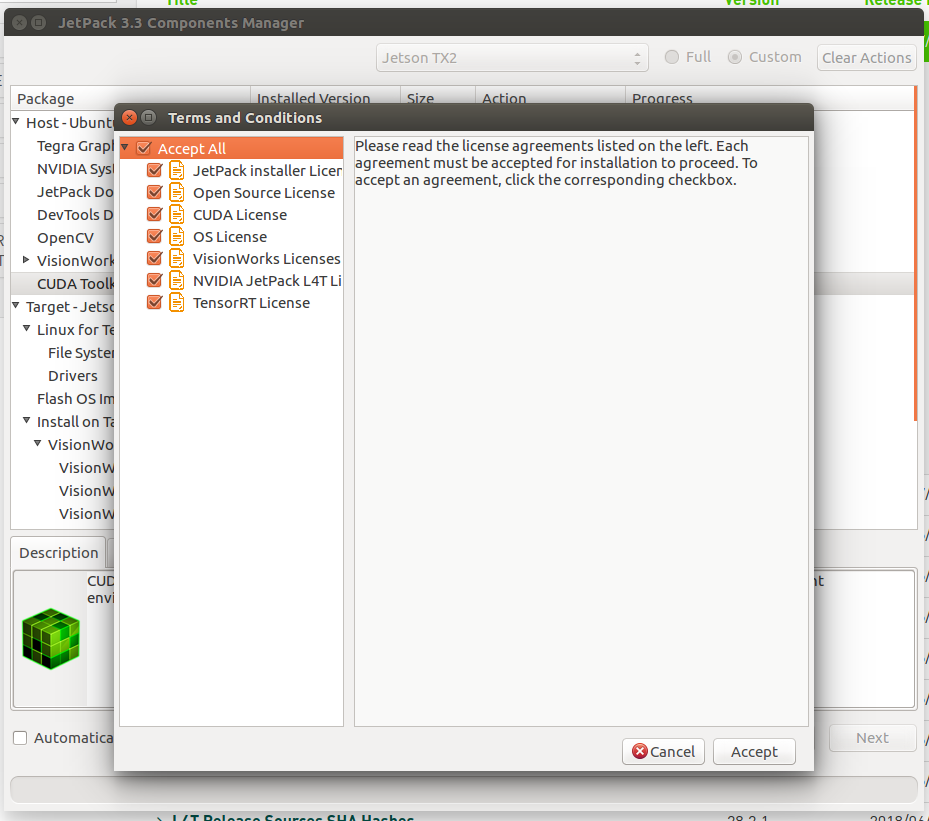 Title Version Release
JetPack 3.3 Components Manager
Jetson TX2 Full Custom Clear Actions
Package Installed Version Size Action Progress
Terms and Conditions
Host - Ubunt
Tegra Grap
NVIDIA Sys
JetPack Do
DevTools D
OpenCV
VisionWork
CUDA Toolk
Target - Jetso
Linux for Te
File System
Drivers
Flash OS Im
Install on Ta
VisionWo
VisionW
VisionW
VisionW
Accept All
JetPack installer Licen
Open Source License
CUDA License
OS License
VisionWorks Licenses
NVIDIA JetPack L4T Li
TensorRT License
Please read the license agreements listed on the left. Each
agreement must be accepted for installation to proceed. To
accept an agreement, click the corresponding checkbox.
Description
CUD nt
envi
Automatica Next
Cancel Accept
L4T Release Sources SHA Hashes 28.2.1 2018/0